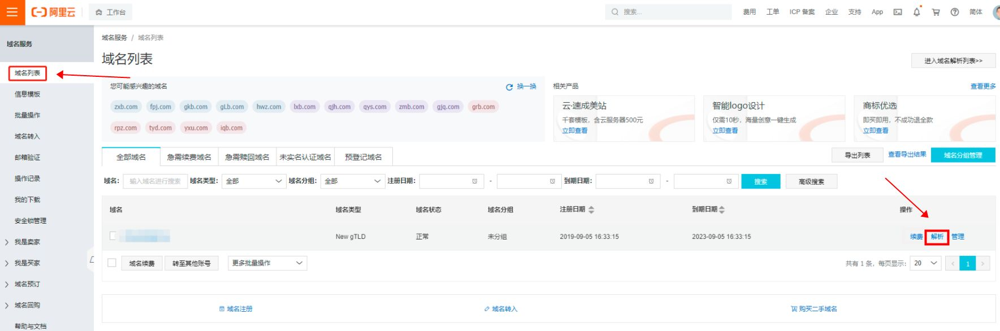 阿里云 工作台 搜索... 费用 工单 ICP 备案 企业 支持 App 简体
域名服务
域名列表
信息模板
批量操作
域名转入
邮箱验证
操作记录
我的下载
安全锁管理
我是卖家
我是买家
域名预订
域名回购
帮助与文档
域名服务 / 域名列表
域名列表
进入域名解析列表>>
您可能感兴趣的域名 换一换
zxb.com fpj.com gkb.com gLb.com hwz.com lxb.com qjh.com qys.com zmb.com gjq.com grb.com
rpz.com tyd.com yxu.com iqb.com
相关产品 查看更多
云·速成美站
千套模板，含云服务器500元
立即查看
智能logo设计
仅需10秒，海量创意一键生成
立即查看
商标优选
即买即用，不成功退全款
立即查看
全部域名 急需续费域名 急需赎回域名 未实名认证域名 预登记域名 导出列表 查看导出结果 域名分组管理
域名： 输入域名进行搜索 域名类型： 全部 域名分组： 全部 注册日期： - 到期日期： - 搜索 高级搜索
域名 域名类型 域名状态 域名分组 注册日期 到期日期 操作
New gTLD 正常 未分组 2019-09-05 16:33:15 2023-09-05 16:33:15 续费 解析 管理
域名续费 转至其他账号 更多批量操作 共有 1 条，每页显示： 20 < 1 >
域名注册 域名转入 购买二手域名